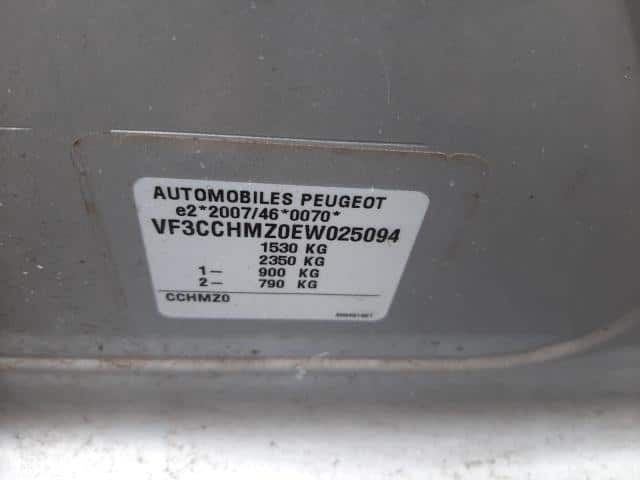 AUTOMOBILES PEUGEOT
e2*2007/46*0070*
VF3CCHMZ0EW025094
1530 KG
2350 KG
1- 900 KG
2- 790 KG
CCHMZ0